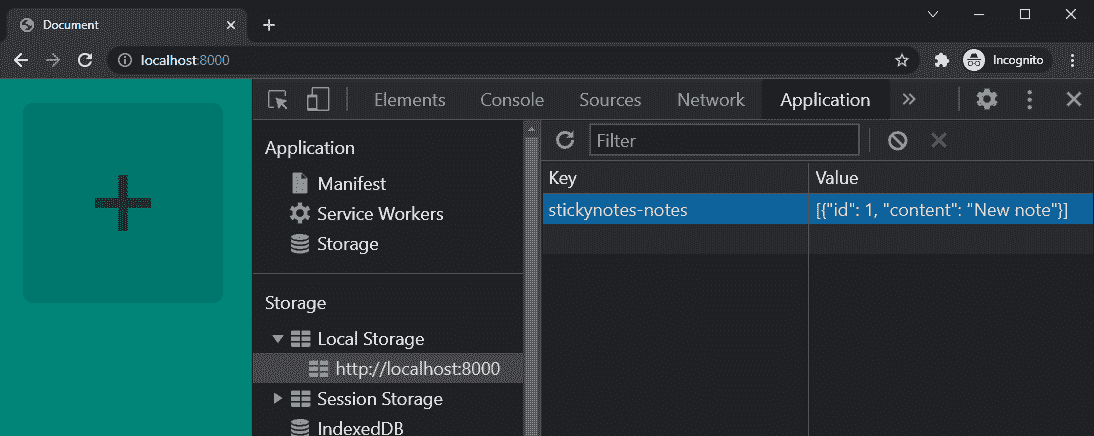 Document
localhost:8000
Incognito
Elements Console Sources Network Application »
Application
Manifest
Service Workers
Storage
Storage
Local Storage
http://localhost:8000
Session Storage
IndexedDB
Filter
Key Value
stickynotes-notes [{"id": 1, "content": "New note"}]